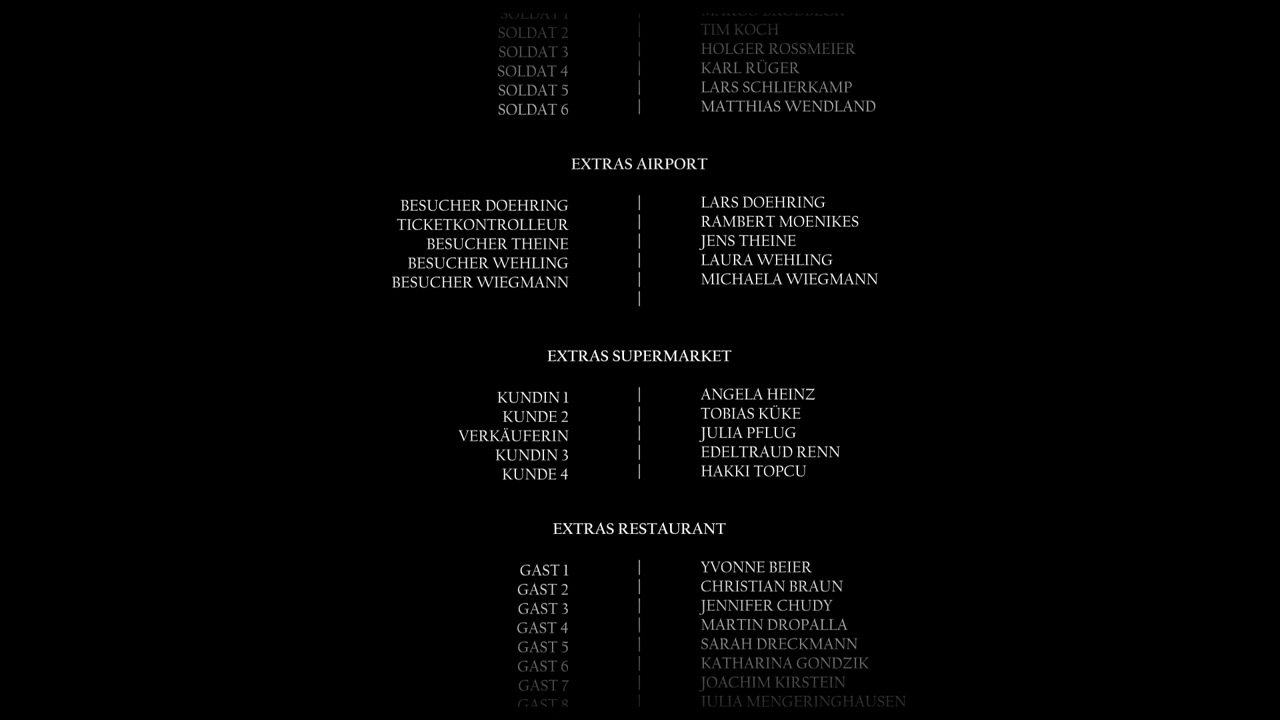 SOLDAT 1
SOLDAT 2 | TIM KOCH
SOLDAT 3 | HOLGER ROSSMEIER
SOLDAT 4 | KARL RÜGER
SOLDAT 5 | LARS SCHLIERKAMP
SOLDAT 6 | MATTHIAS WENDLAND
EXTRAS AIRPORT
BESUCHER DOEHRING | LARS DOEHRING
TICKETKONTROLLEUR | RAMBERT MOENIKES
BESUCHER THEINE | JENS THEINE
BESUCHER WEHLING | LAURA WEHLING
BESUCHER WIEGMANN | MICHAELA WIEGMANN
|
EXTRAS SUPERMARKET
KUNDIN 1 | ANGELA HEINZ
KUNDE 2 | TOBIAS KÜKE
VERKÄUFERIN | JULIA PFLUG
KUNDIN 3 | EDELTRAUD RENN
KUNDE 4 | HAKKI TOPCU
EXTRAS RESTAURANT
GAST 1 | YVONNE BEIER
GAST 2 | CHRISTIAN BRAUN
GAST 3 | JENNIFER CHUDY
GAST 4 | MARTIN DROPALLA
GAST 5 | SARAH DRECKMANN
GAST 6 | KATHARINA GONDZIK
GAST 7 | JOACHIM KIRSTEIN
GAST 8 | JULIA MENGERINGHAUSEN